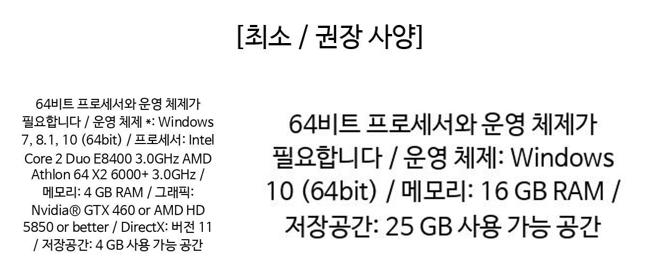 [최소 / 권장 사양]
64비트 프로세서와 운영 체제가
필요합니다 / 운영 체제 *: Windows
7, 8.1, 10 (64bit) / 프로세서: Intel
Core 2 Duo E8400 3.0GHz AMD
Athlon 64 X2 6000+ 3.0GHz /
메모리: 4 GB RAM / 그래픽:
Nvidia® GTX 460 or AMD HD
5850 or better / DirectX: 버전 11
/ 저장공간: 4 GB 사용 가능 공간
64비트 프로세서와 운영 체제가
필요합니다 / 운영 체제: Windows
10 (64bit) / 메모리: 16 GB RAM /
저장공간: 25 GB 사용 가능 공간